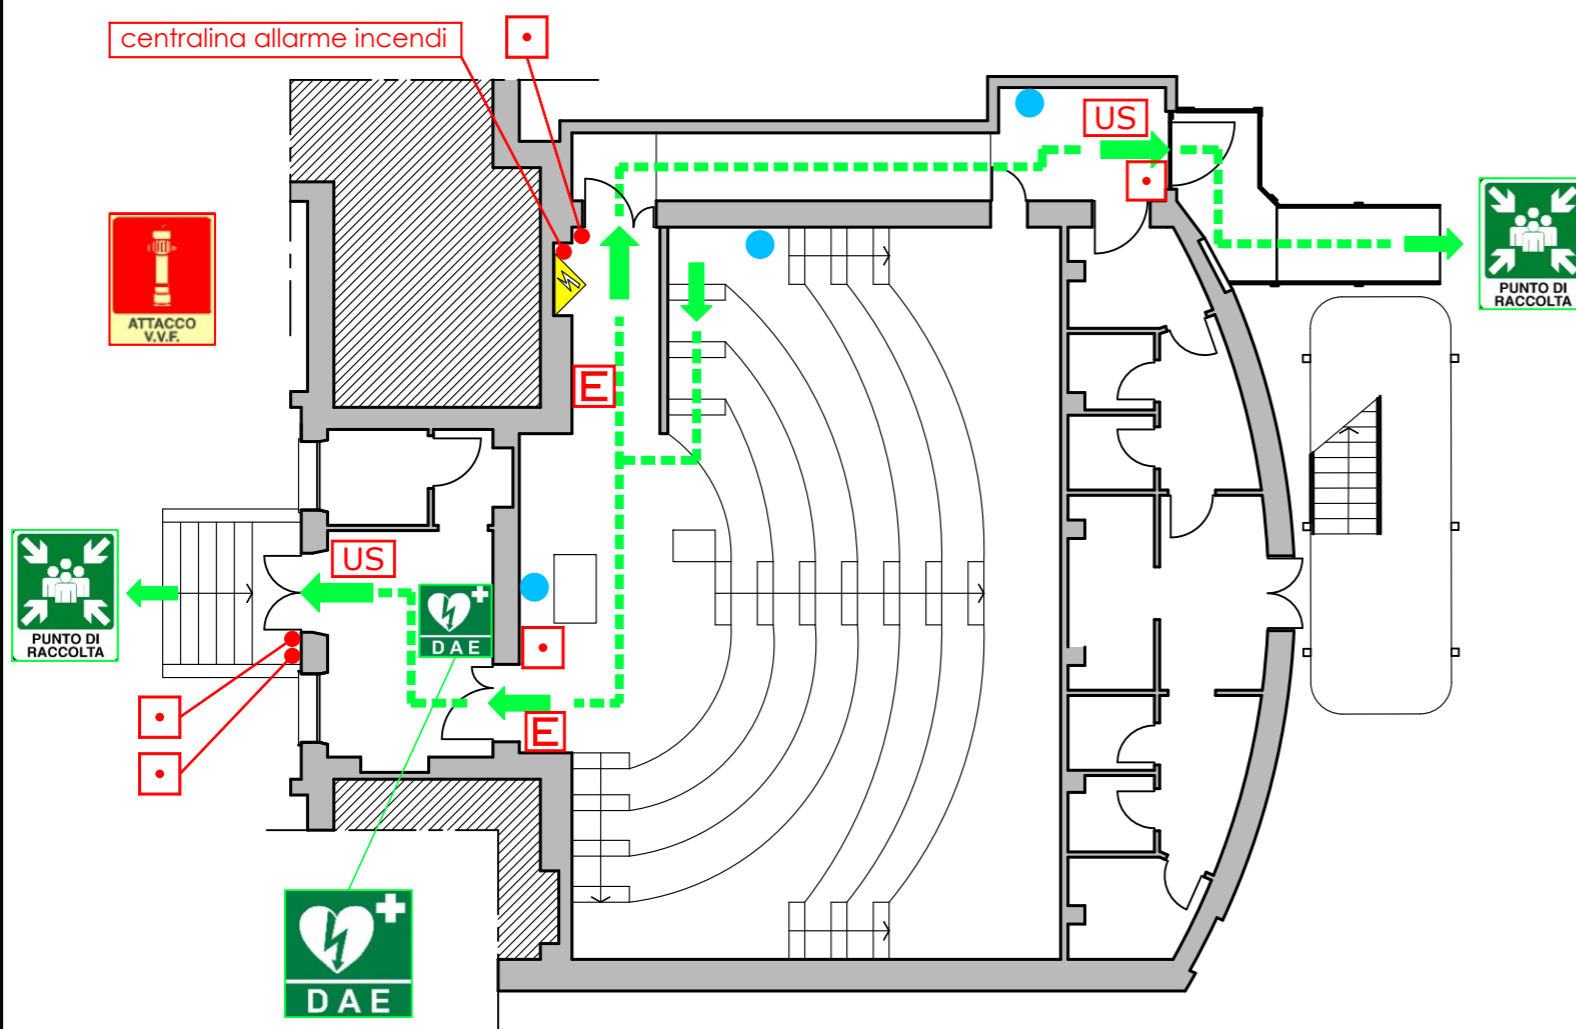 centralina allarme incendi
US
ATTACCO
V.V.F.
PUNTO DI
RACCOLTA
E
US
DAE
PUNTO DI
RACCOLTA
E
DAE